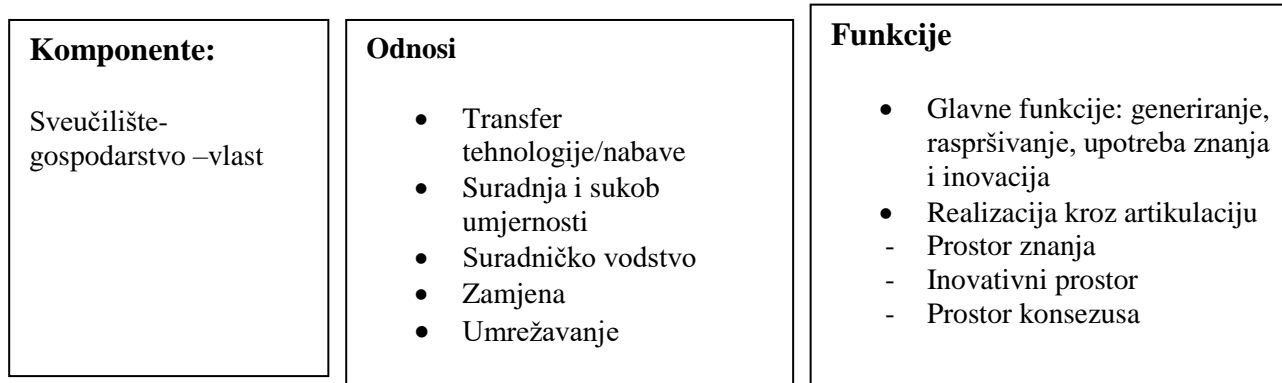 Komponente:
Sveučilište-
gospodarstvo –vlast
Odnosi
• Transfer
tehnologije/nabave
• Suradnja i sukob
umjernosti
• Suradničko vodstvo
• Zamjena
• Umrežavanje
Funkcije
• Glavne funkcije: generiranje,
raspršivanje, upotreba znanja
i inovacija
• Realizacija kroz artikulaciju
- Prostor znanja
- Inovativni prostor
- Prostor konsezusa